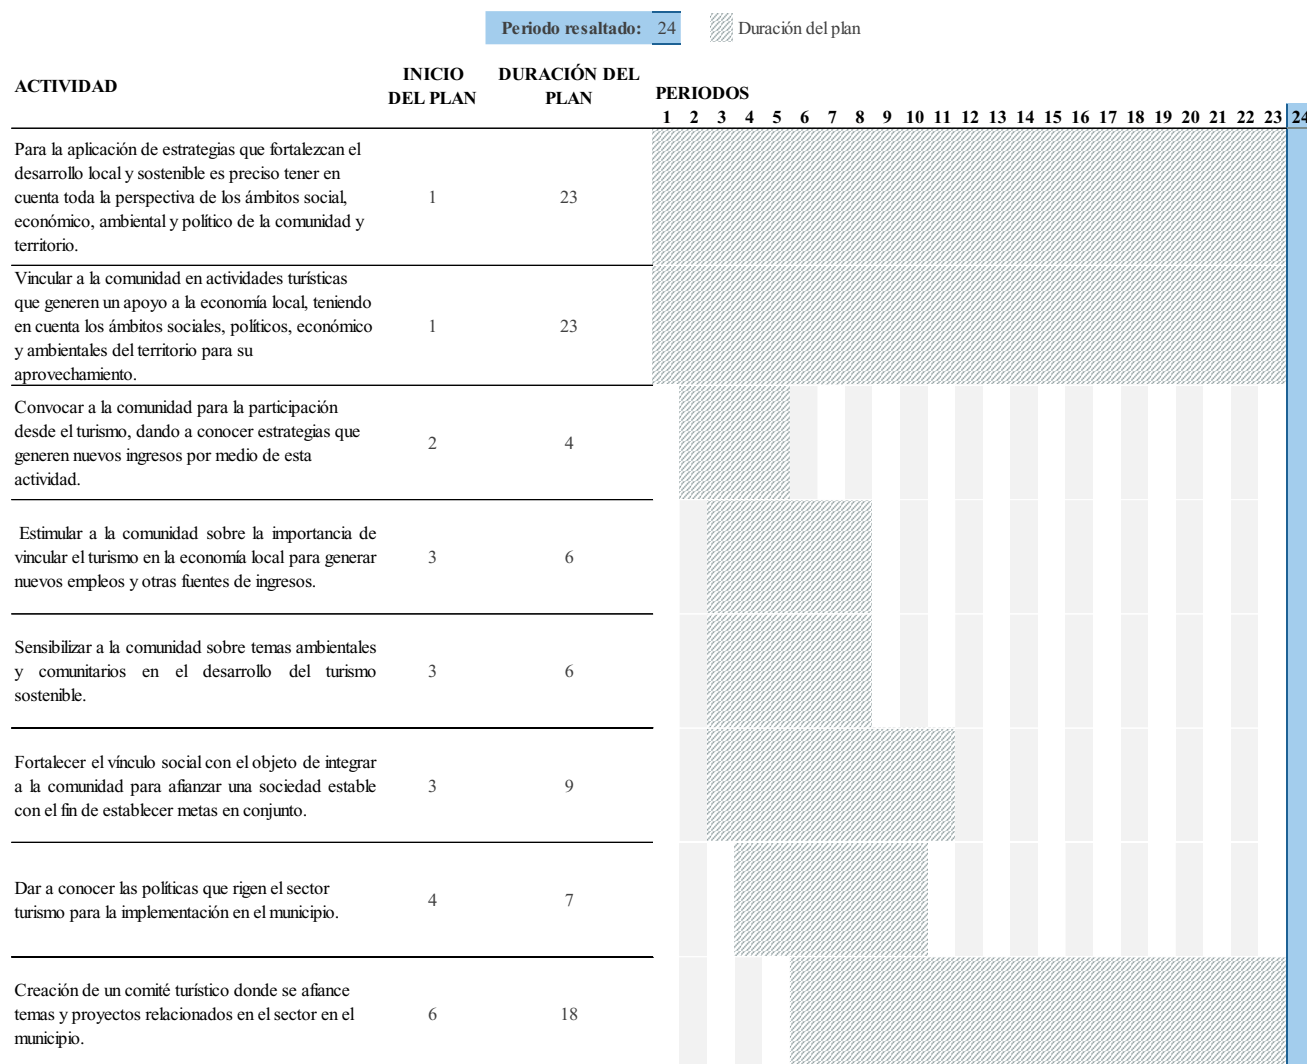 Periodo resaltado: 24 Duración del plan
ACTIVIDAD
INICIO
DEL PLAN
DURACIÓN DEL
PLAN
PERIODOS
1 2 3 4 5 6 7 8 9 10 11 12 13 14 15 16 17 18 19 20 21 22 23 24
Para la aplicación de estrategias que fortalezcan el
desarrollo local y sostenible es preciso tener en
cuenta toda la perspectiva de los ámbitos social,
económico, ambiental y político de la comunidad y
territorio.
1 23
Vincular a la comunidad en actividades turísticas
que generen un apoyo a la economía local, teniendo
en cuenta los ámbitos sociales, políticos, económico
y ambientales del territorio para su
aprovechamiento.
1 23
Convocar a la comunidad para la participación
desde el turismo, dando a conocer estrategias que
generen nuevos ingresos por medio de esta
actividad.
2 4
Estimular a la comunidad sobre la importancia de
vincular el turismo en la economía local para generar
nuevos empleos y otras fuentes de ingresos.
3 6
Sensibilizar a la comunidad sobre temas ambientales
y comunitarios en el desarrollo del turismo
sostenible.
3 6
Fortalecer el vínculo social con el objeto de integrar
a la comunidad para afianzar una sociedad estable
con el fin de establecer metas en conjunto.
3 9
Dar a conocer las políticas que rigen el sector
turismo para la implementación en el municipio.
4 7
Creación de un comité turístico donde se afiance
temas y proyectos relacionados en el sector en el
municipio.
6 18